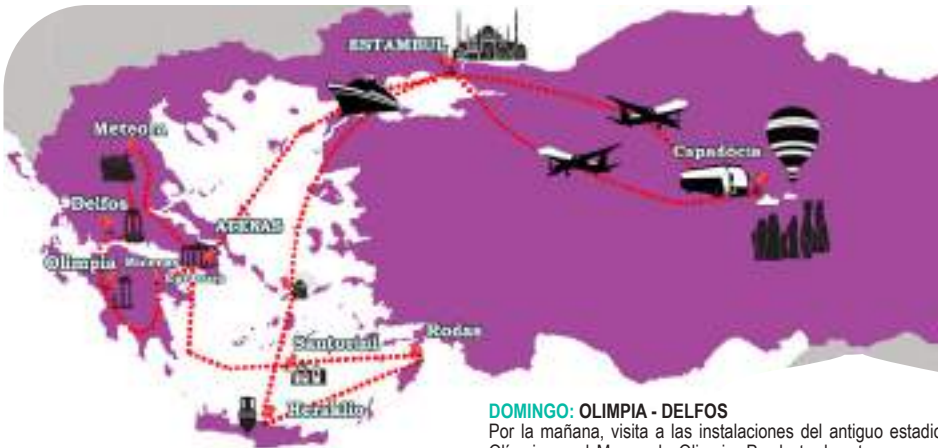 ESTAMBUL
Meteora
Capadocia
Delfos
ATENAS
Olimpia
Micenas
Rodas
Santorini
Heraklio
DOMINGO: OLIMPIA - DELFOS
Por la mañana, visita a las instalaciones del antiguo estadio